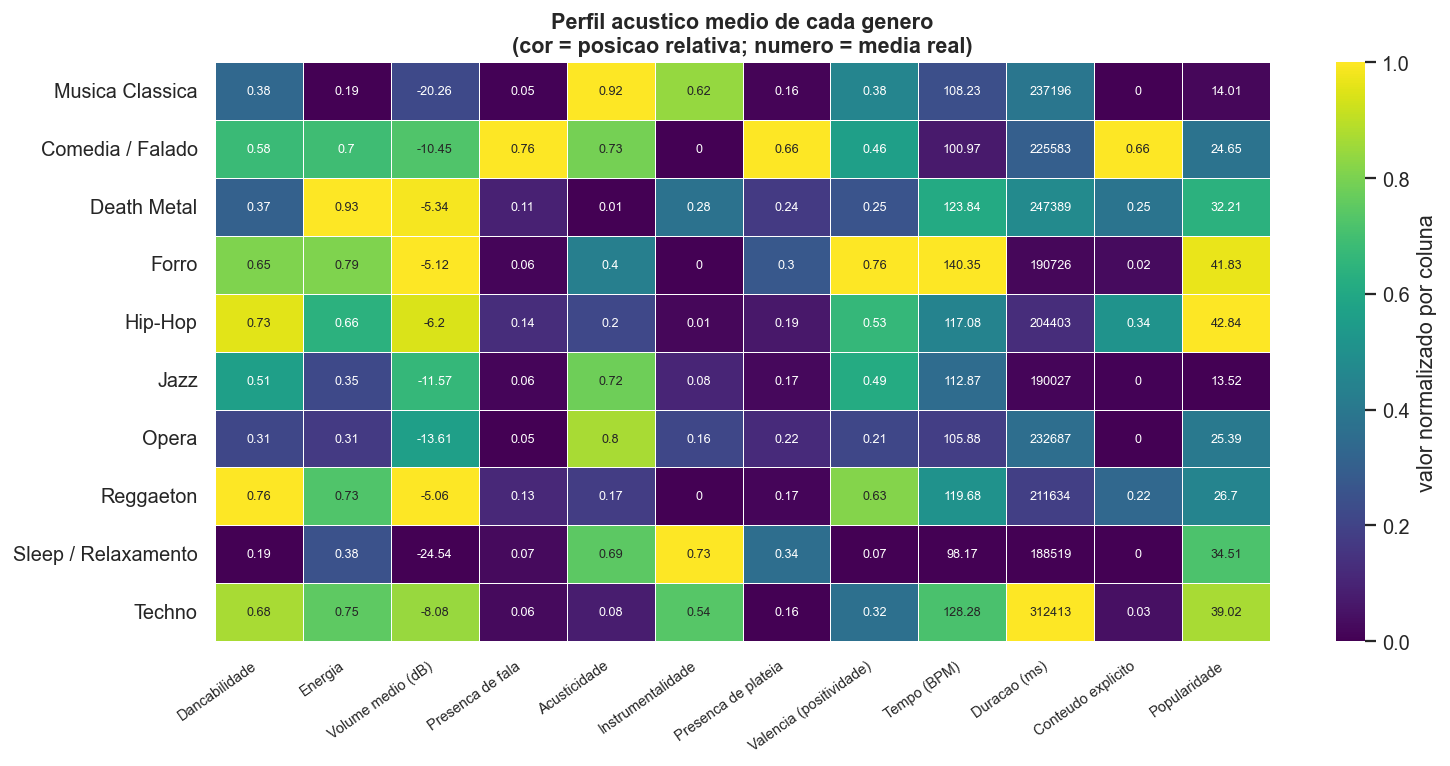 Perfil acustico medio de cada genero
(cor = posicao relativa; numero = media real)
Musica Classica 0.38 0.19 -20.26 0.05 0.92 0.62 0.16 0.38 108.23 237196 0 14.01
Comedia / Falado 0.58 0.7 -10.45 0.76 0.73 0 0.66 0.46 100.97 225583 0.66 24.65
Death Metal 0.37 0.93 -5.34 0.11 0.01 0.28 0.24 0.25 123.84 247389 0.25 32.21
Forro 0.65 0.79 -5.12 0.06 0.4 0 0.3 0.76 140.35 190726 0.02 41.83
Hip-Hop 0.73 0.66 -6.2 0.14 0.2 0.01 0.19 0.53 117.08 204403 0.34 42.84
Jazz 0.51 0.35 -11.57 0.06 0.72 0.08 0.17 0.49 112.87 190027 0 13.52
Opera 0.31 0.31 -13.61 0.05 0.8 0.16 0.22 0.21 105.88 232687 0 25.39
Reggaeton 0.76 0.73 -5.06 0.13 0.17 0 0.17 0.63 119.68 211634 0.22 26.7
Sleep / Relaxamento 0.19 0.38 -24.54 0.07 0.69 0.73 0.34 0.07 98.17 188519 0 34.51
Techno 0.68 0.75 -8.08 0.06 0.08 0.54 0.16 0.32 128.28 312413 0.03 39.02
Dancabilidade
Energia
Volume medio (dB)
Presenca de fala
Acusticidade
Instrumentalidade
Presenca de plateia
Valencia (positividade)
Tempo (BPM)
Duracao (ms)
Conteudo explicito
Popularidade
1.0
0.8
0.6
0.4
0.2
0.0
valor normalizado por coluna